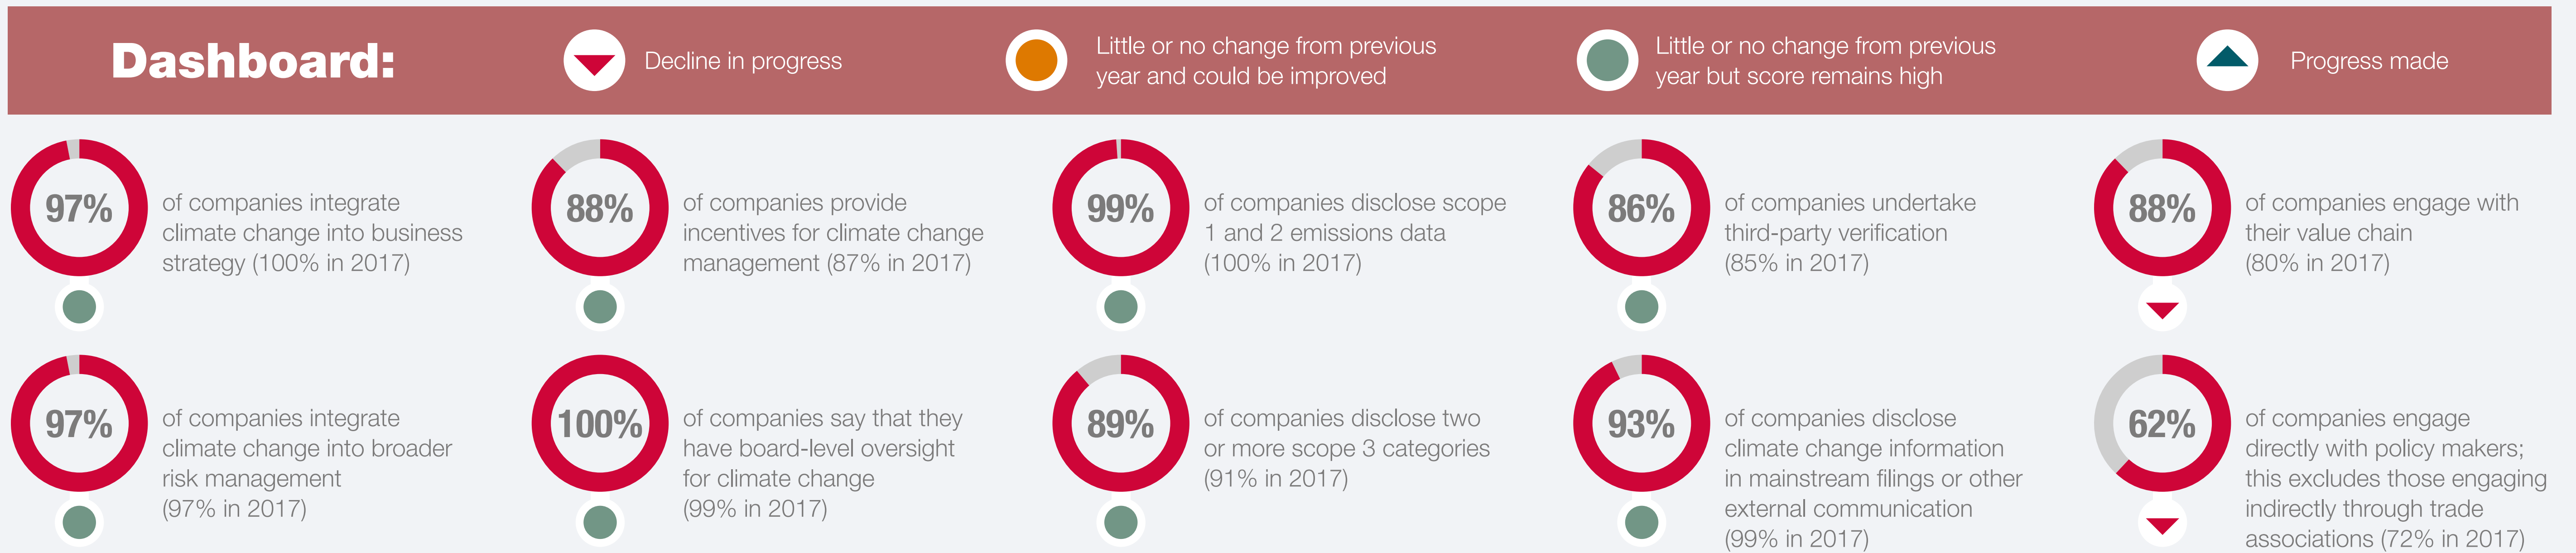 Dashboard:
Decline in progress
Little or no change from previous
year and could be improved
Little or no change from previous
year but score remains high
Progress made
97%
of companies integrate
climate change into business
strategy (100% in 2017)
88%
of companies provide
incentives for climate change
management (87% in 2017)
99%
of companies disclose scope
1 and 2 emissions data
(100% in 2017)
86%
of companies undertake
third-party verification
(85% in 2017)
88%
of companies engage with
their value chain
(80% in 2017)
97%
of companies integrate
climate change into broader
risk management
(97% in 2017)
100%
of companies say that they
have board-level oversight
for climate change
(99% in 2017)
89%
of companies disclose two
or more scope 3 categories
(91% in 2017)
93%
of companies disclose
climate change information
in mainstream filings or other
external communication
(99% in 2017)
62%
of companies engage
directly with policy makers;
this excludes those engaging
indirectly through trade
associations (72% in 2017)